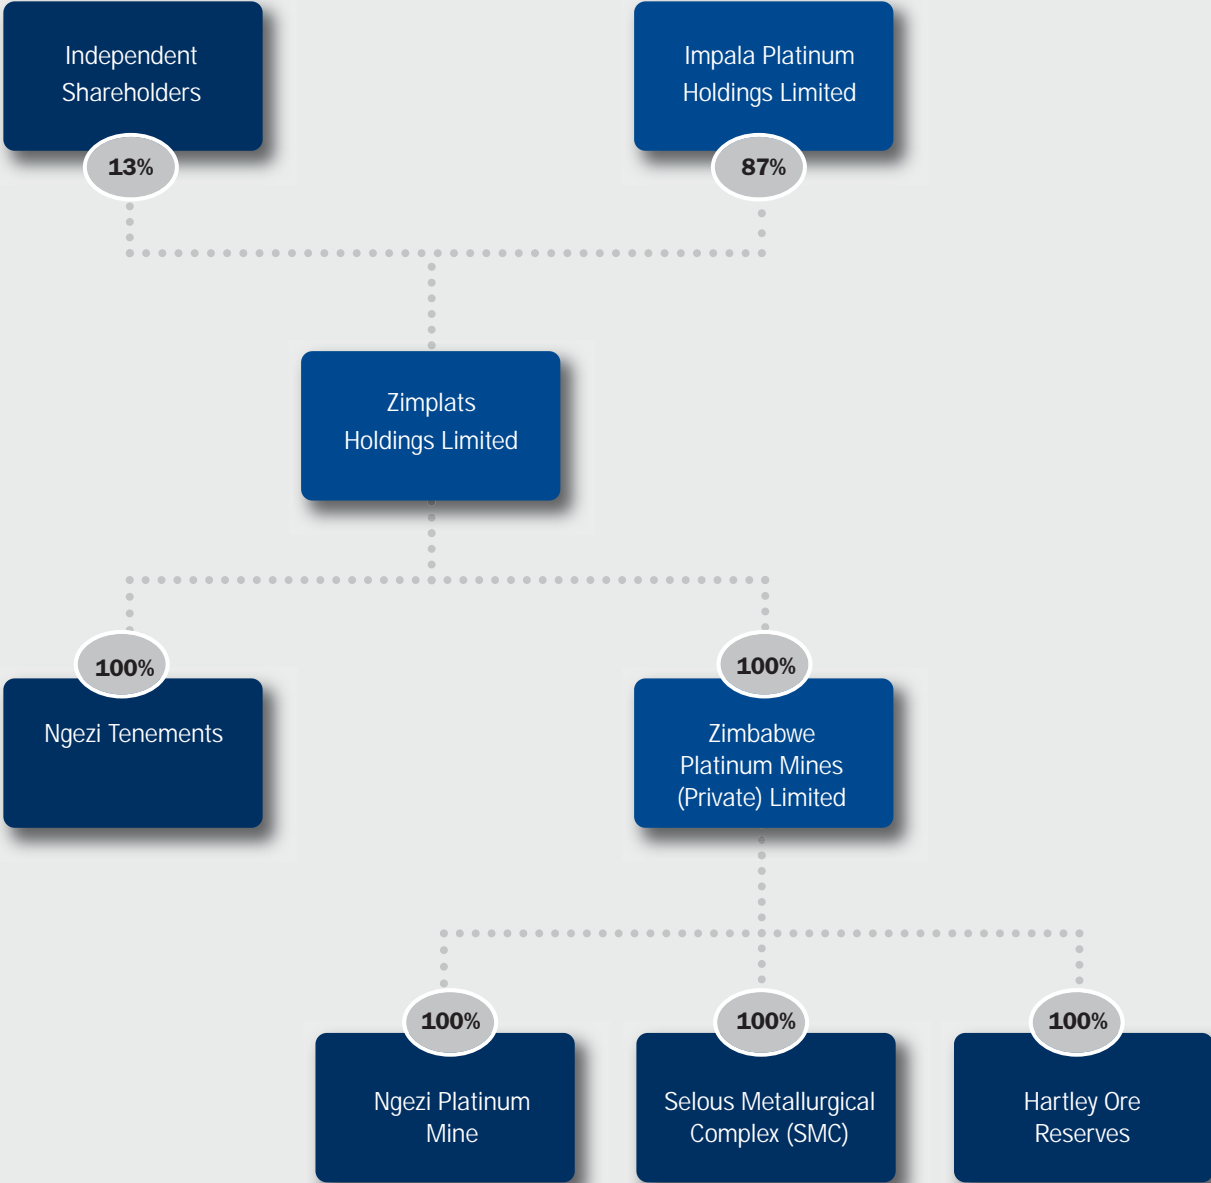 Independent
Shareholders
13%
Impala Platinum
Holdings Limited
87%
Zimplats
Holdings Limited
100%
Ngezi Tenements
100%
Zimbabwe
Platinum Mines
(Private) Limited
100%
Ngezi Platinum
Mine
100%
Selous Metallurgical
Complex (SMC)
100%
Hartley Ore
Reserves